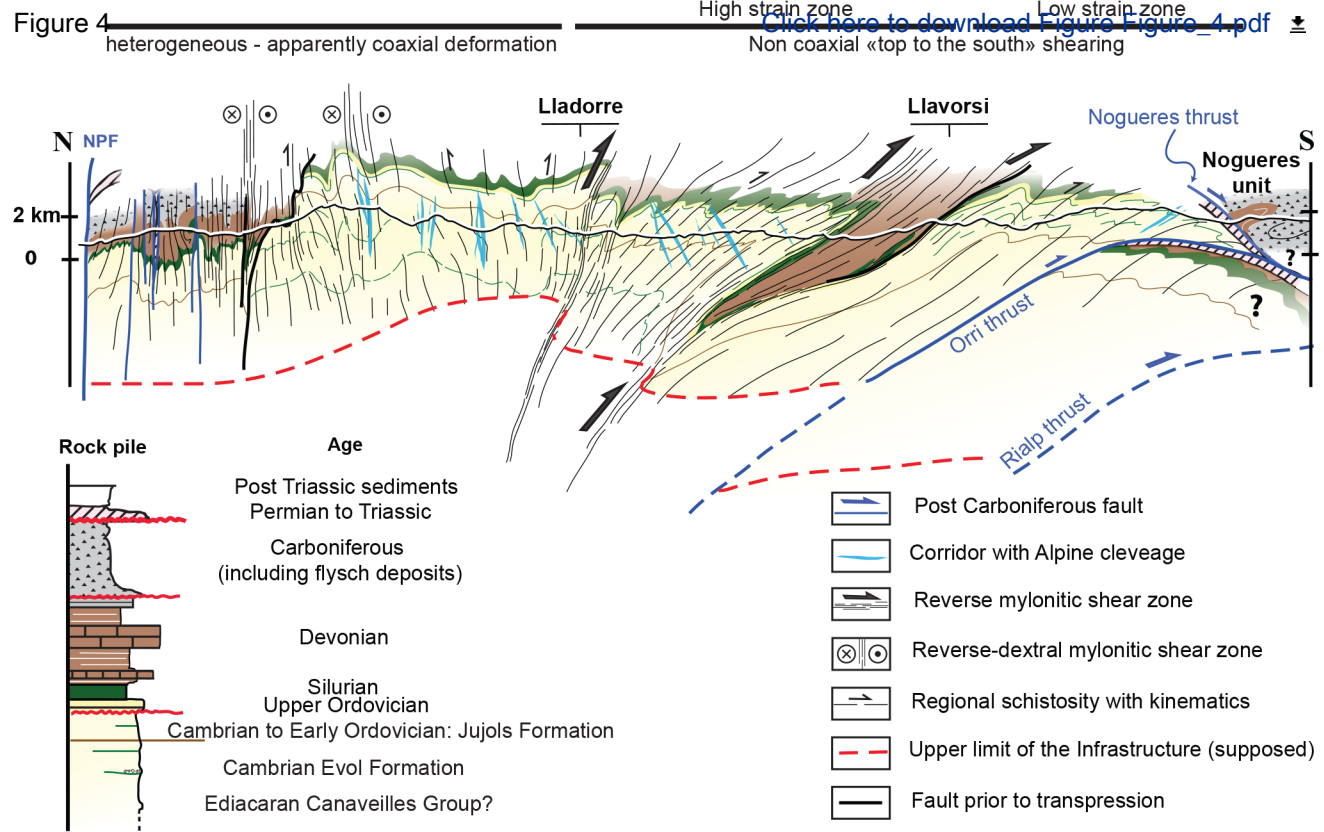 High strain zone
Low strain zone
Figure 4
Click here to download Figure Figure_4.pdf
heterogeneous - apparently coaxial deformation
Non coaxial «top to the south» shearing
Lladorre
Llavorsi
Nogueres thrust
N
NPF
S
Nogueres
unit
2 km
0
?
?
Orri thrust
Rialp thrust
Rock pile
Age
Post Triassic sediments
Permian to Triassic
Carboniferous
(including flysch deposits)
Devonian
Silurian
Upper Ordovician
Cambrian to Early Ordovician: Jujols Formation
Cambrian Evol Formation
Ediacaran Canaveilles Group?
Post Carboniferous fault
Corridor with Alpine cleveage
Reverse mylonitic shear zone
Reverse-dextral mylonitic shear zone
Regional schistosity with kinematics
Upper limit of the Infrastructure (supposed)
Fault prior to transpression